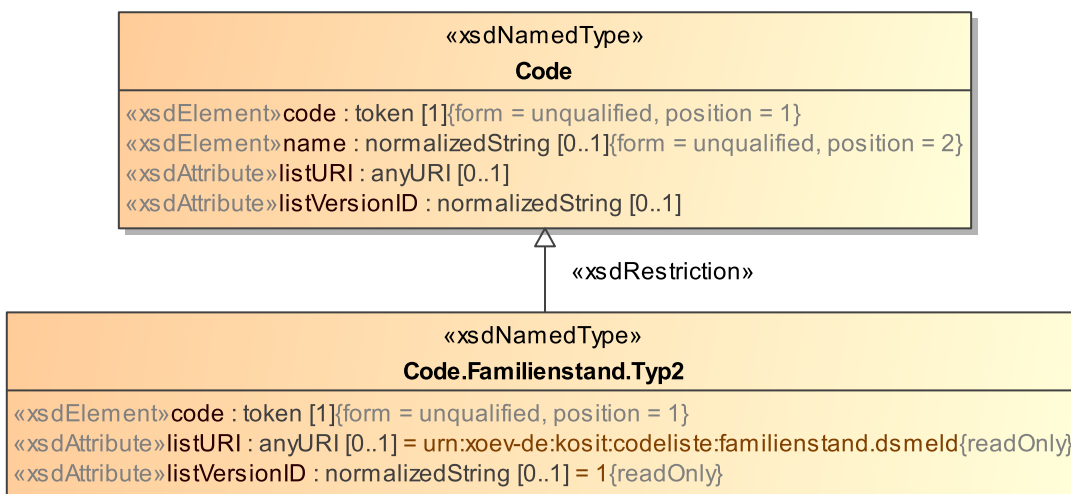 «xsdNamedType»
Code
«xsdElement»code : token [1]{form = unqualified, position = 1}
«xsdElement»name : normalizedString [0..1]{form = unqualified, position = 2}
«xsdAttribute»listURI : anyURI [0..1]
«xsdAttribute»listVersionID : normalizedString [0..1]
«xsdRestriction»
«xsdNamedType»
Code.Familienstand.Typ2
«xsdElement»code : token [1]{form = unqualified, position = 1}
«xsdAttribute»listURI : anyURI [0..1] = urn:xoev-de:kosit:codeliste:familienstand.dsmeld{readOnly}
«xsdAttribute»listVersionID : normalizedString [0..1] = 1{readOnly}